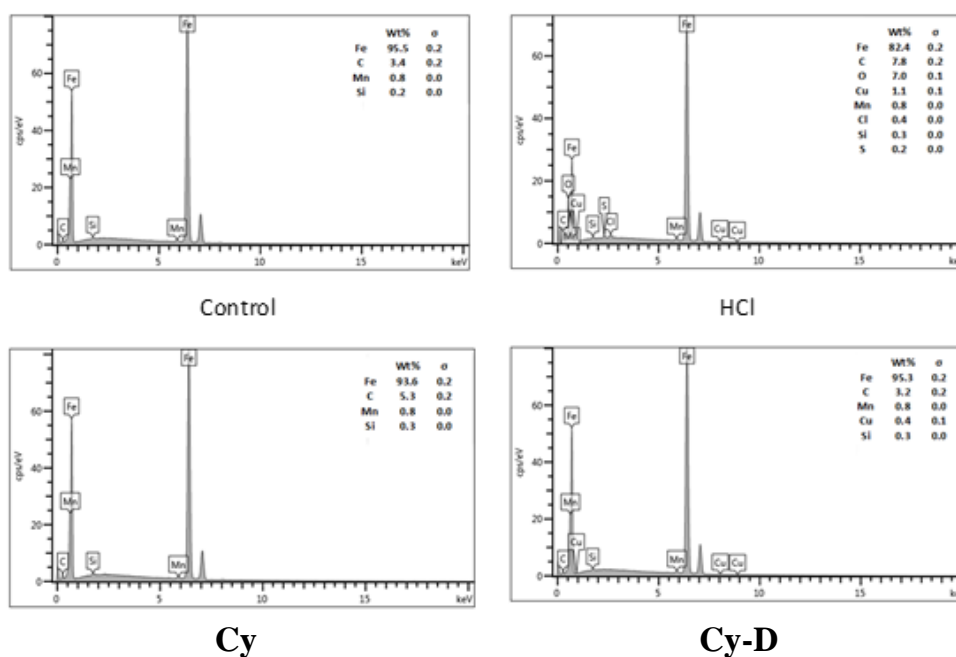 Fe
Wt% σ
Fe 95.5 0.2
C 3.4 0.2
Mn 0.8 0.0
Si 0.2 0.0
60
Fe
cps/eV
40
Mn
20
C
Si
Mn
0
0 5 10 15 keV
Control
Fe
Wt% σ
Fe 82.4 0.2
C 7.8 0.2
O 7.0 0.1
Cu 1.1 0.1
Mn 0.8 0.0
Cl 0.4 0.0
Si 0.3 0.0
S 0.2 0.0
60
cps/eV
40
Fe
20
O
Cu
S
C
Mn
Si
Cl
Mn
Cu
Cu
0
0 5 10 15 ke
HCl
Fe
Wt% σ
Fe 93.6 0.2
C 5.3 0.2
Mn 0.8 0.0
Si 0.3 0.0
60
Fe
cps/eV
40
Mn
20
C
Si
Mn
0
0 5 10 15 keV
Cy
Fe
Wt% σ
Fe 95.3 0.2
C 3.2 0.2
Mn 0.8 0.0
Cu 0.4 0.1
Si 0.3 0.0
60
Fe
cps/eV
40
Mn
20
Cu
C
Si
Mn
Cu
Cu
0
0 5 10 15 ke
Cy-D